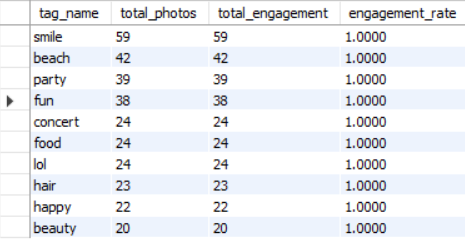 tag_name total_photos total_engagement engagement_rate
smile 59 59 1.0000
beach 42 42 1.0000
party 39 39 1.0000
fun 38 38 1.0000
concert 24 24 1.0000
food 24 24 1.0000
lol 24 24 1.0000
hair 23 23 1.0000
happy 22 22 1.0000
beauty 20 20 1.0000